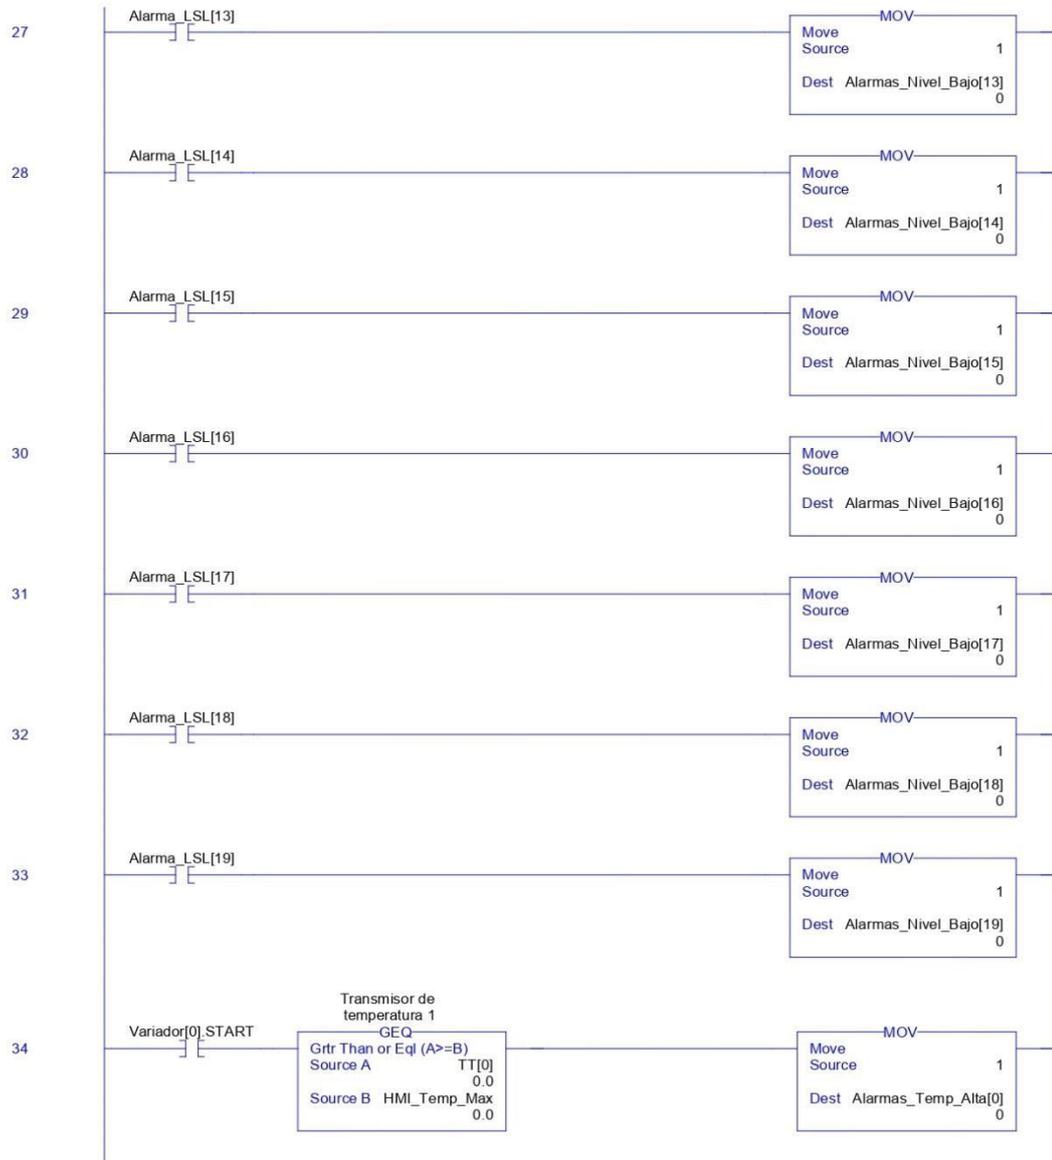 27
Alarma_LSL[13]
MOV
Move
Source 1
Dest Alarmas_Nivel_Bajo[13]
0
28
Alarma_LSL[14]
MOV
Move
Source 1
Dest Alarmas_Nivel_Bajo[14]
0
29
Alarma_LSL[15]
MOV
Move
Source 1
Dest Alarmas_Nivel_Bajo[15]
0
30
Alarma_LSL[16]
MOV
Move
Source 1
Dest Alarmas_Nivel_Bajo[16]
0
31
Alarma_LSL[17]
MOV
Move
Source 1
Dest Alarmas_Nivel_Bajo[17]
0
32
Alarma_LSL[18]
MOV
Move
Source 1
Dest Alarmas_Nivel_Bajo[18]
0
33
Alarma_LSL[19]
MOV
Move
Source 1
Dest Alarmas_Nivel_Bajo[19]
0
34
Variador[0].START
Transmisor de
temperatura 1
GEQ
Grtr Than or Eql (A>=B)
Source A TT[0]
0.0
Source B HMI_Temp_Max
0.0
MOV
Move
Source 1
Dest Alarmas_Temp_Alta[0]
0